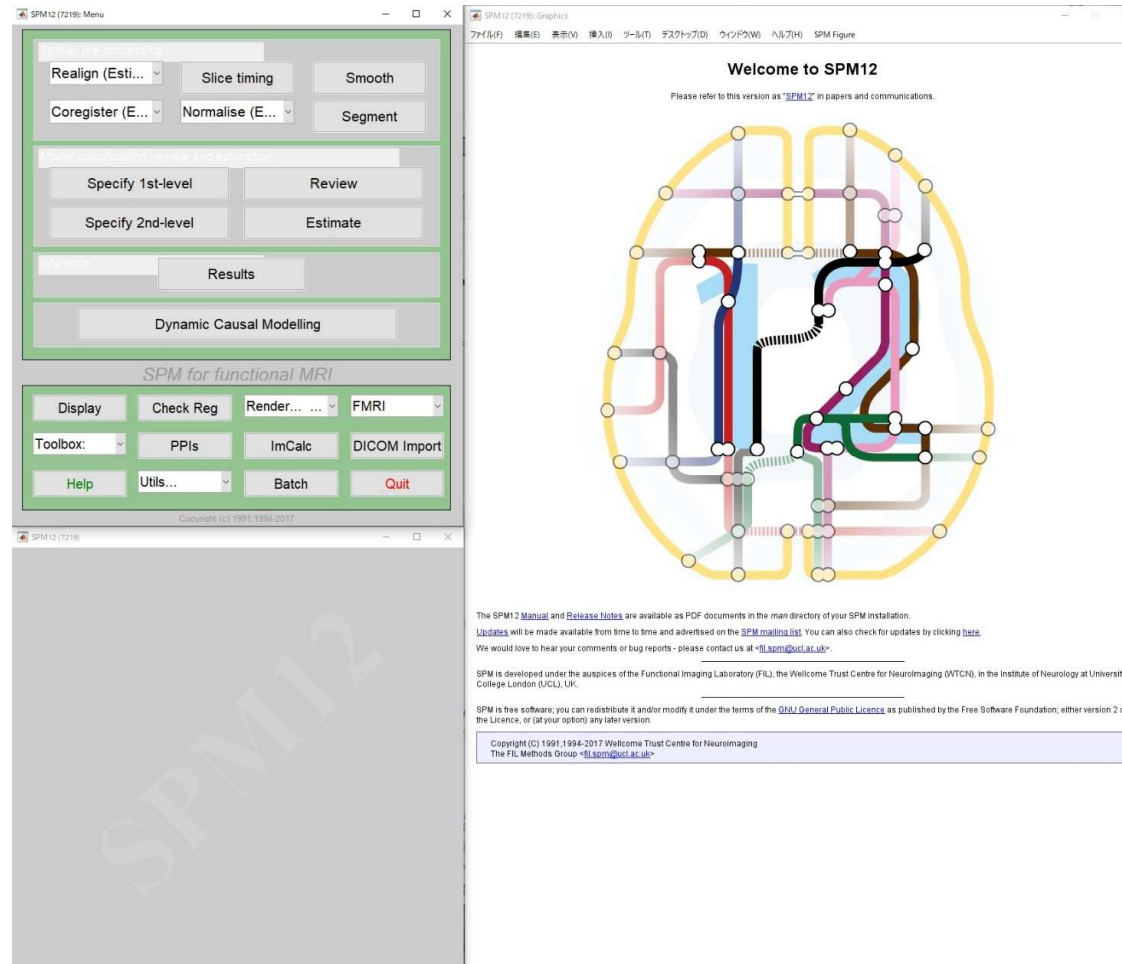 SPM12 (7219): Menu
Spatial pre-processing
Realign (Esti...
Slice timing
Smooth
Coregister (E...
Normalise (E...
Segment
Model specification, review and estimation
Specify 1st-level
Review
Specify 2nd-level
Estimate
Inference
Results
Dynamic Causal Modelling
SPM for functional MRI
Display
Check Reg
Render... ...
FMRI
Toolbox:
PPIs
ImCalc
DICOM Import
Help
Utils...
Batch
Quit
Copyright (c) 1991,1994-2017
SPM12 (7219)
SPM12
SPM12 (7219): Graphics
ファイル(F) 編集(E) 表示(V) 挿入(I) ツール(T) デスクトップ(D) ウィンドウ(W) ヘルプ(H) SPM Figure
Welcome to SPM12
Please refer to this version as "SPM12" in papers and communications.
The SPM12 Manual and Release Notes are available as PDF documents in the man directory of your SPM installation.
Updates will be made available from time to time and advertised on the SPM mailing list. You can also check for updates by clicking here.
We would love to hear your comments or bug reports - please contact us at <fil.spm@ucl.ac.uk>.
SPM is developed under the auspices of the Functional Imaging Laboratory (FIL), the Wellcome Trust Centre for NeuroImaging (WTCN), in the Institute of Neurology at Universit
College London (UCL), UK.
SPM is free software; you can redistribute it and/or modify it under the terms of the GNU General Public Licence as published by the Free Software Foundation; either version 2 o
the Licence, or (at your option) any later version.
Copyright (C) 1991,1994-2017 Wellcome Trust Centre for Neuroimaging
The FIL Methods Group <fil.spm@ucl.ac.uk>